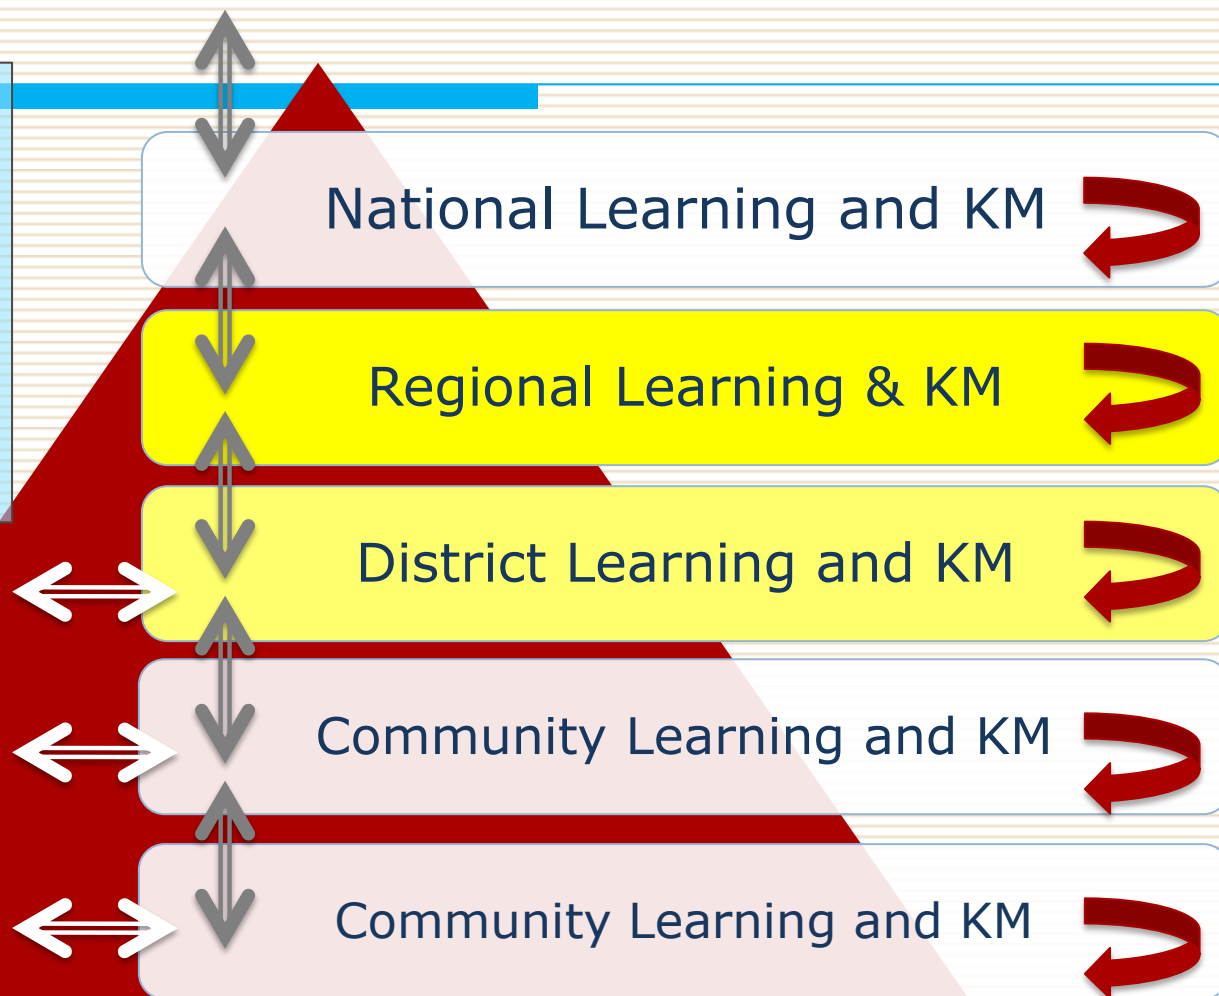 National Learning and KM
Regional Learning & KM
District Learning and KM
Community Learning and KM
Community Learning and KM